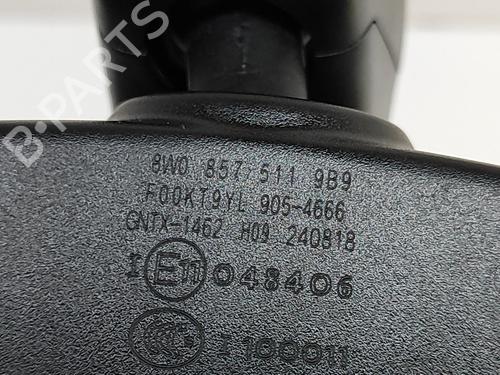 B-PARTS
8W0 857 511 9B9
F00KT9YL 905-4666
GNTX-1462 H09 240818
I E11 048406
I 100011